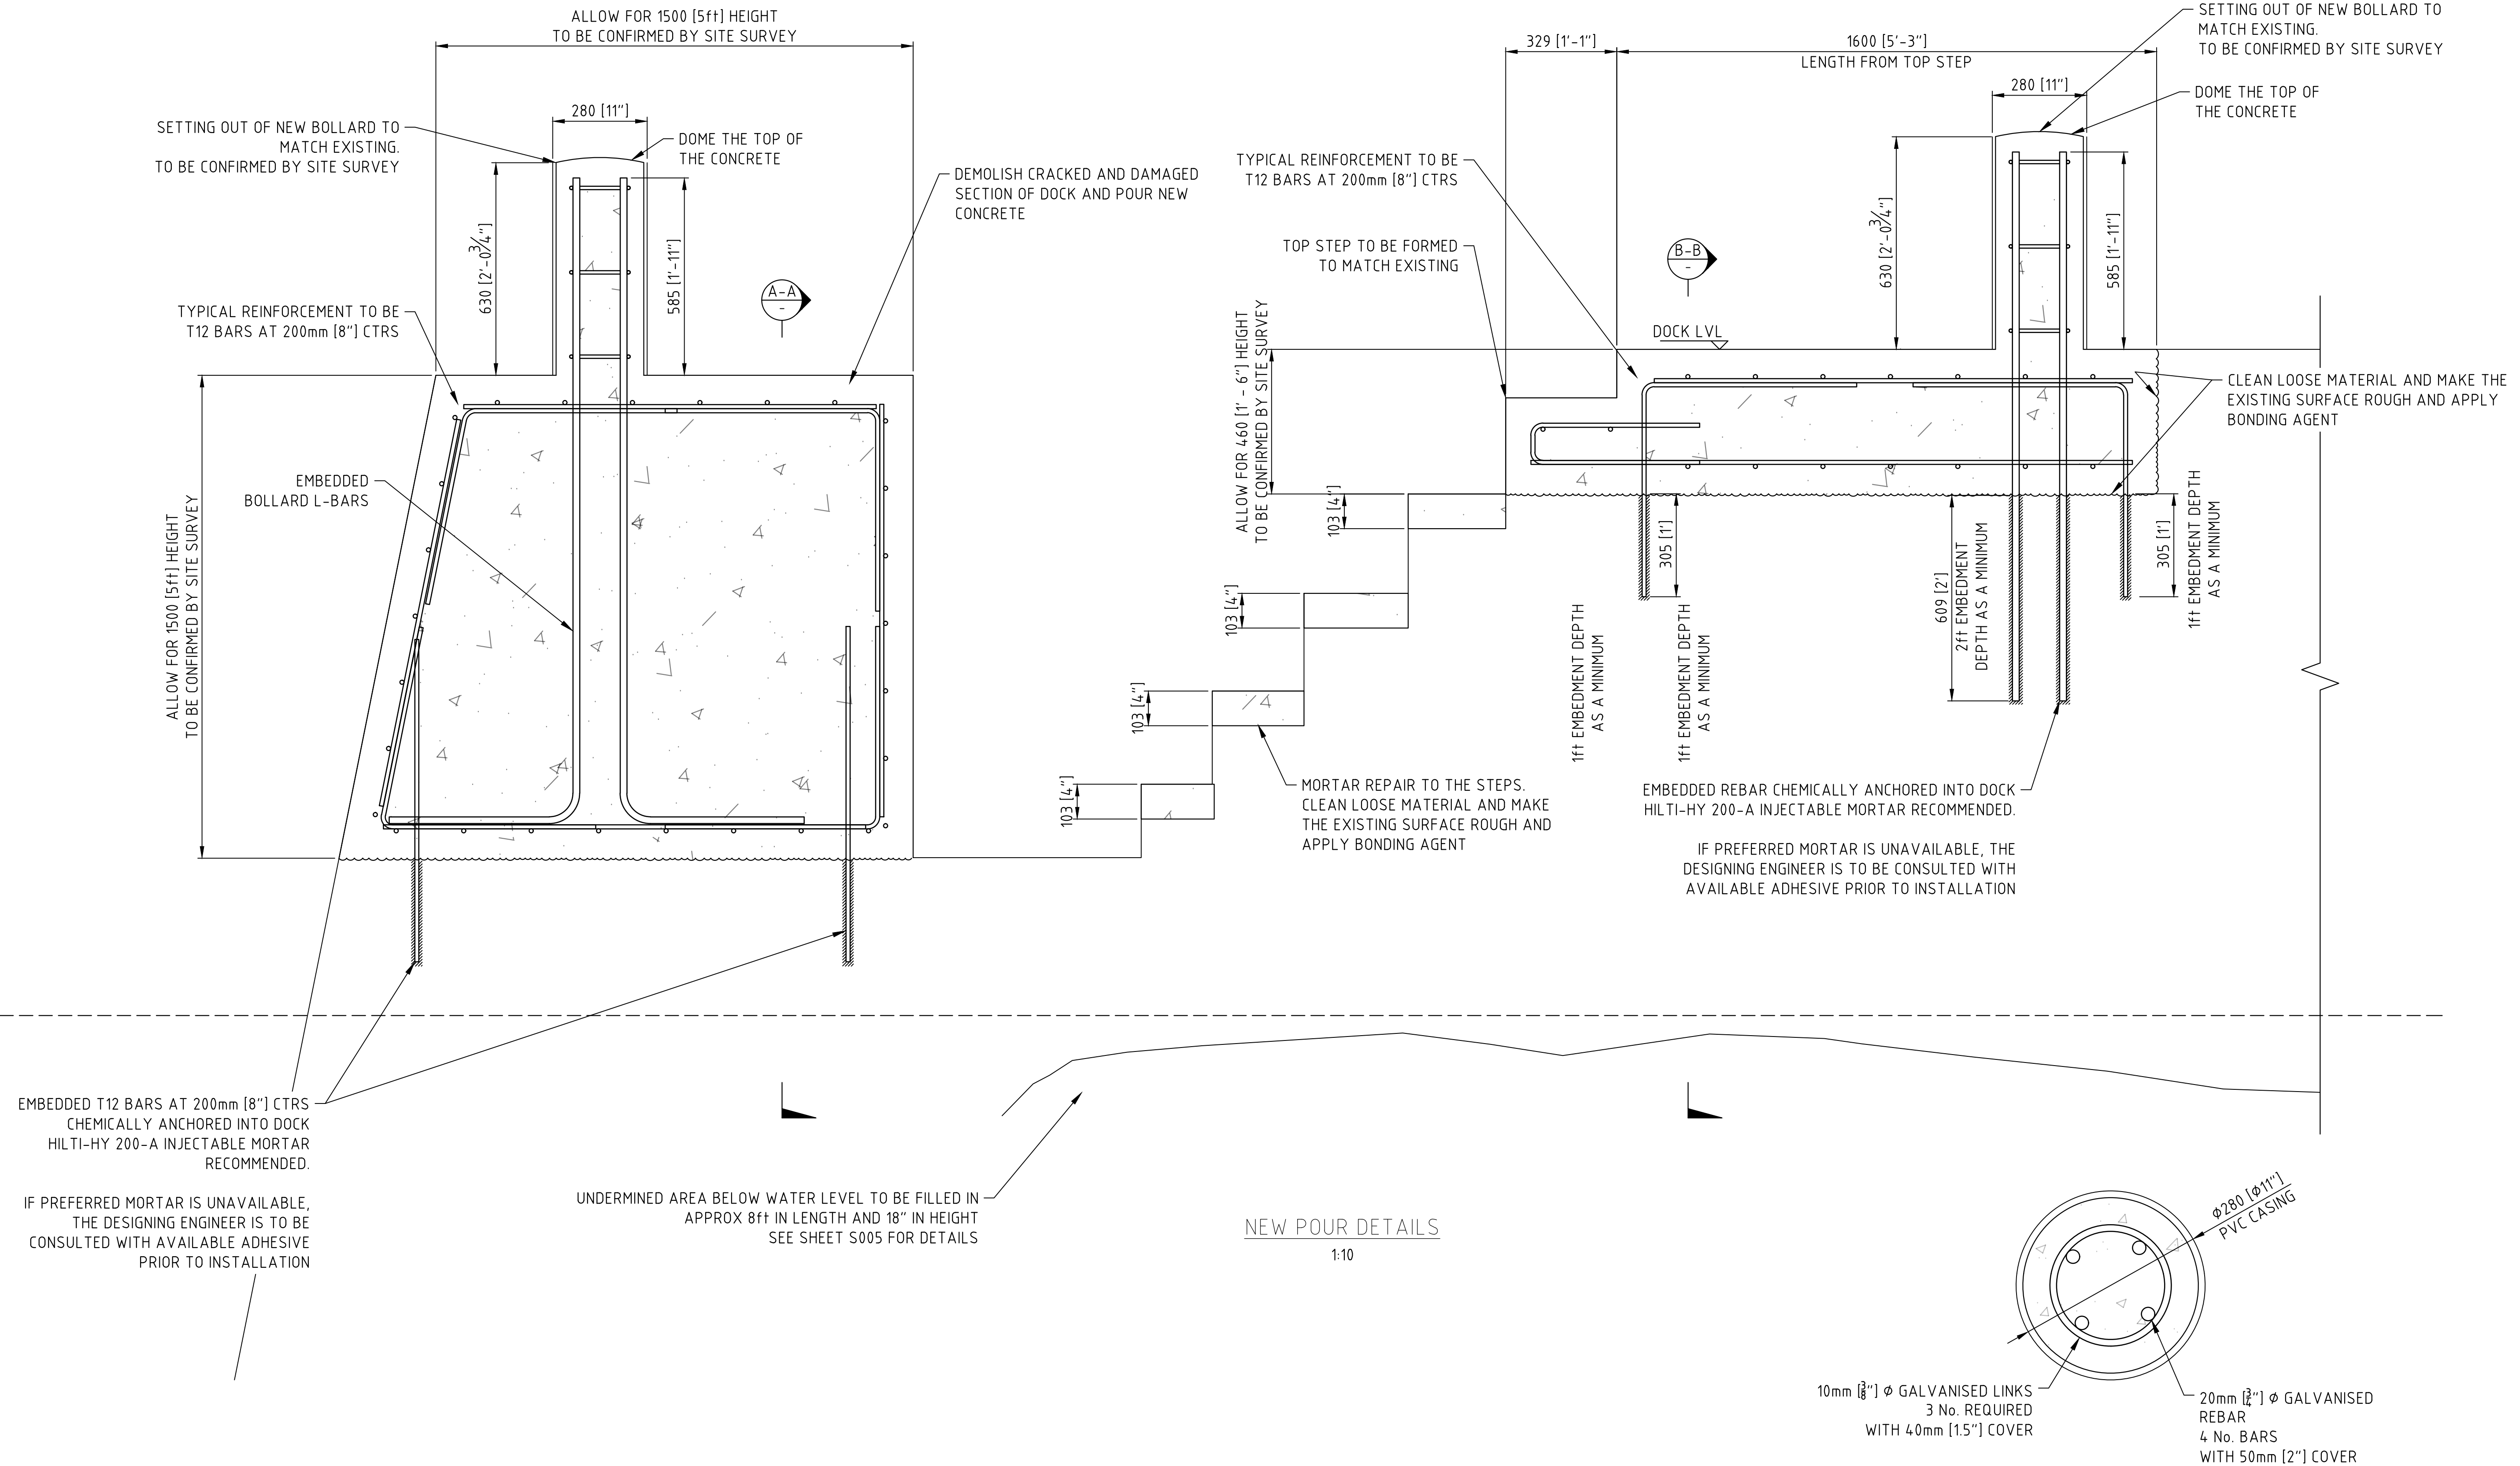 ALLOW FOR 1500 [5ft] HEIGHT
TO BE CONFIRMED BY SITE SURVEY
SETTING OUT OF NEW BOLLARD TO
MATCH EXISTING.
TO BE CONFIRMED BY SITE SURVEY
280 [11"]
DOME THE TOP OF
THE CONCRETE
DEMOLISH CRACKED AND DAMAGED
SECTION OF DOCK AND POUR NEW
CONCRETE
630 [2'-0 3/4"]
585 [1'-11"]
A-A
-
TYPICAL REINFORCEMENT TO BE
T12 BARS AT 200mm [8"] CTRS
EMBEDDED
BOLLARD L-BARS
ALLOW FOR 1500 [5ft] HEIGHT
TO BE CONFIRMED BY SITE SURVEY
EMBEDDED T12 BARS AT 200mm [8"] CTRS
CHEMICALLY ANCHORED INTO DOCK
HILTI-HY 200-A INJECTABLE MORTAR
RECOMMENDED.
IF PREFERRED MORTAR IS UNAVAILABLE,
THE DESIGNING ENGINEER IS TO BE
CONSULTED WITH AVAILABLE ADHESIVE
PRIOR TO INSTALLATION
329 [1'-1"]
1600 [5'-3"]
LENGTH FROM TOP STEP
SETTING OUT OF NEW BOLLARD TO
MATCH EXISTING.
TO BE CONFIRMED BY SITE SURVEY
280 [11"]
DOME THE TOP OF
THE CONCRETE
TYPICAL REINFORCEMENT TO BE
T12 BARS AT 200mm [8"] CTRS
TOP STEP TO BE FORMED
TO MATCH EXISTING
B-B
-
630 [2'-0 3/4"]
585 [1'-11"]
DOCK LVL
ALLOW FOR 460 [1' - 6"] HEIGHT
TO BE CONFIRMED BY SITE SURVEY
CLEAN LOOSE MATERIAL AND MAKE THE
EXISTING SURFACE ROUGH AND APPLY
BONDING AGENT
103 [4"]
103 [4"]
103 [4"]
103 [4"]
305 [1']
1ft EMBEDMENT DEPTH
AS A MINIMUM
1ft EMBEDMENT DEPTH
AS A MINIMUM
609 [2']
2ft EMBEDMENT
DEPTH AS A MINIMUM
305 [1']
1ft EMBEDMENT DEPTH
AS A MINIMUM
MORTAR REPAIR TO THE STEPS.
CLEAN LOOSE MATERIAL AND MAKE
THE EXISTING SURFACE ROUGH AND
APPLY BONDING AGENT
EMBEDDED REBAR CHEMICALLY ANCHORED INTO DOCK
HILTI-HY 200-A INJECTABLE MORTAR RECOMMENDED.
IF PREFERRED MORTAR IS UNAVAILABLE, THE
DESIGNING ENGINEER IS TO BE CONSULTED WITH
AVAILABLE ADHESIVE PRIOR TO INSTALLATION
UNDERMINED AREA BELOW WATER LEVEL TO BE FILLED IN
APPROX 8ft IN LENGTH AND 18" IN HEIGHT
SEE SHEET S005 FOR DETAILS
NEW POUR DETAILS
1:10
Φ280 [Φ11"]
PVC CASING
10mm [3/8"] Φ GALVANISED LINKS
3 No. REQUIRED
WITH 40mm [1.5"] COVER
20mm [3/4"] Φ GALVANISED
REBAR
4 No. BARS
WITH 50mm [2"] COVER